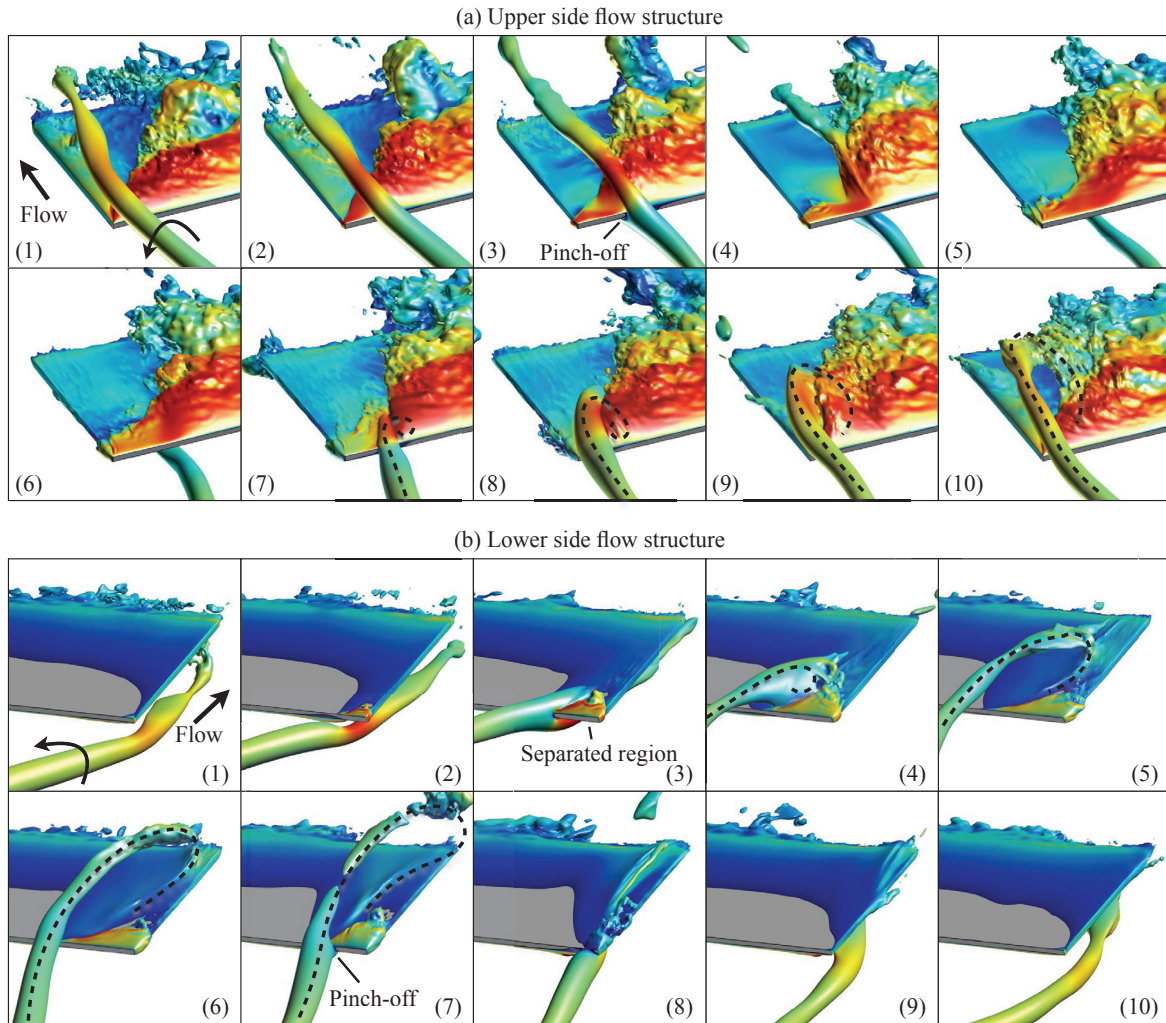 (a) Upper side flow structure
Flow
(1)
(2)
Pinch-off
(3)
(4)
(5)
(6)
(7)
(8)
(9)
(10)
(b) Lower side flow structure
Flow
(1)
(2)
Separated region
(3)
(4)
(5)
(6)
Pinch-off
(7)
(8)
(9)
(10)